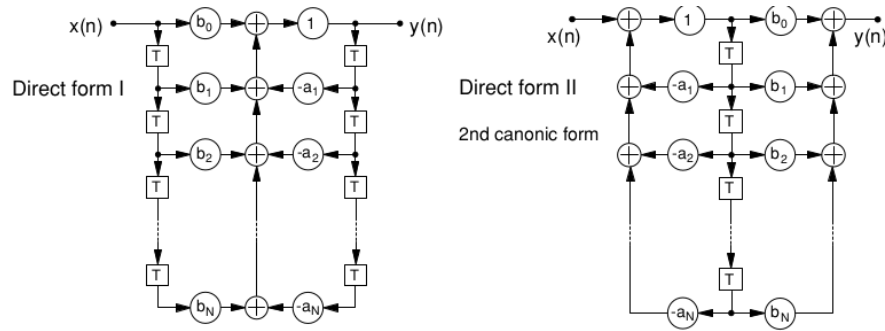 x(n) b0 1 y(n)
T T
Direct form I b1 -a1
T T
b2 -a2
T T
T T
bN -aN
x(n) 1 b0 y(n)
T
Direct form II -a1 b1
T
2nd canonic form -a2 b2
T
T
-aN bN